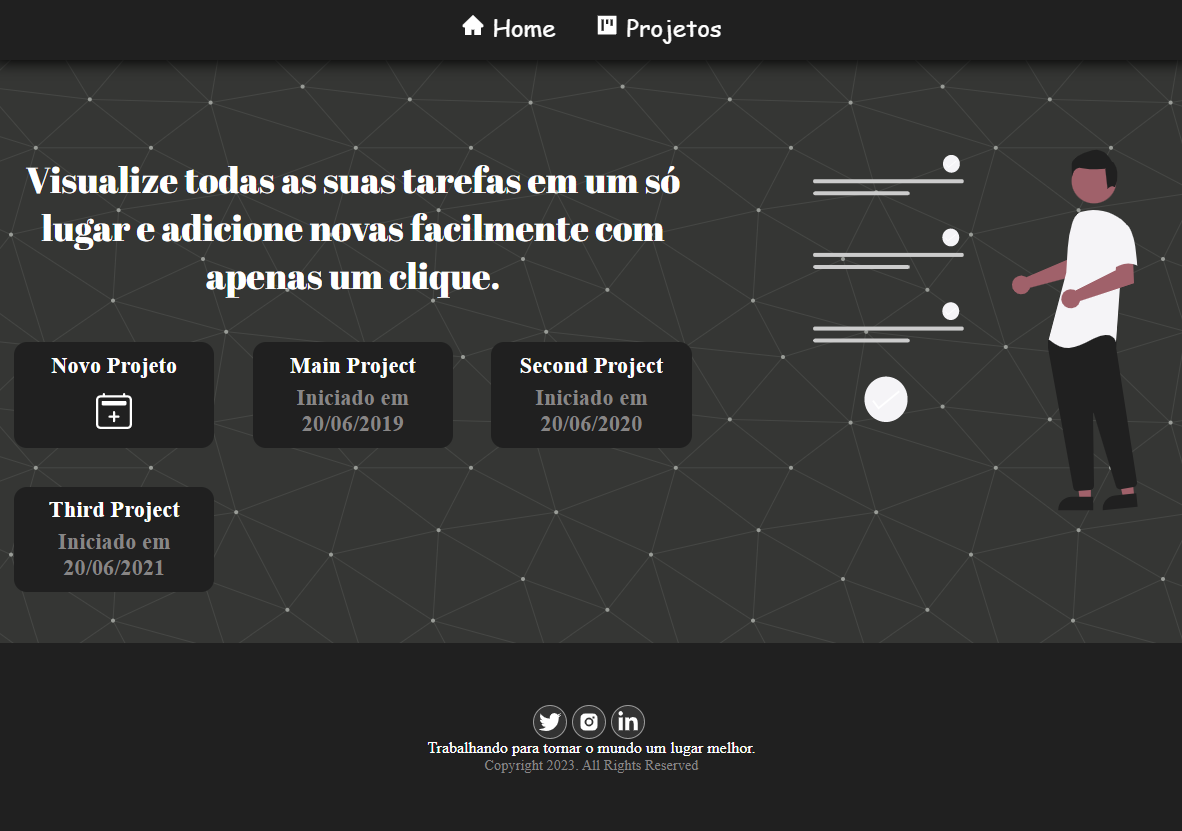 Home
Projetos
Visualize todas as suas tarefas em um só
lugar e adicione novas facilmente com
apenas um clique.
Novo Projeto
Main Project
Iniciado em
20/06/2019
Second Project
Iniciado em
20/06/2020
Third Project
Iniciado em
20/06/2021
Trabalhando para tornar o mundo um lugar melhor.
Copyright 2023. All Rights Reserved